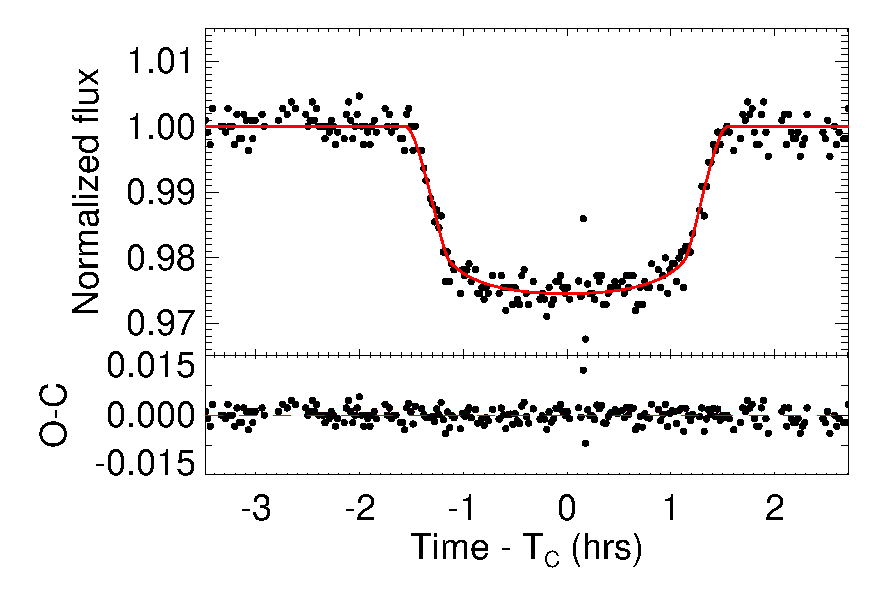 1.01
1.00
0.99
0.98
0.97
Normalized flux
0.015
0.000
-0.015
O-C
-3 -2 -1 0 1 2
Time - T_C (hrs)